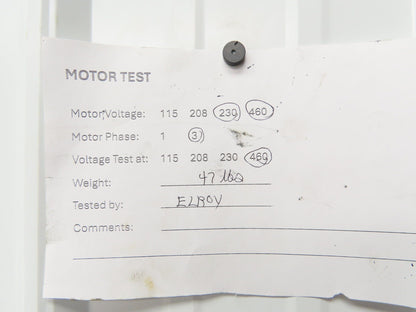 MOTOR TEST
Motor Voltage: 115 208 230 460
Motor Phase: 1 3
Voltage Test at: 115 208 230 460
Weight: 47 lbs
Tested by: ELROY
Comments: